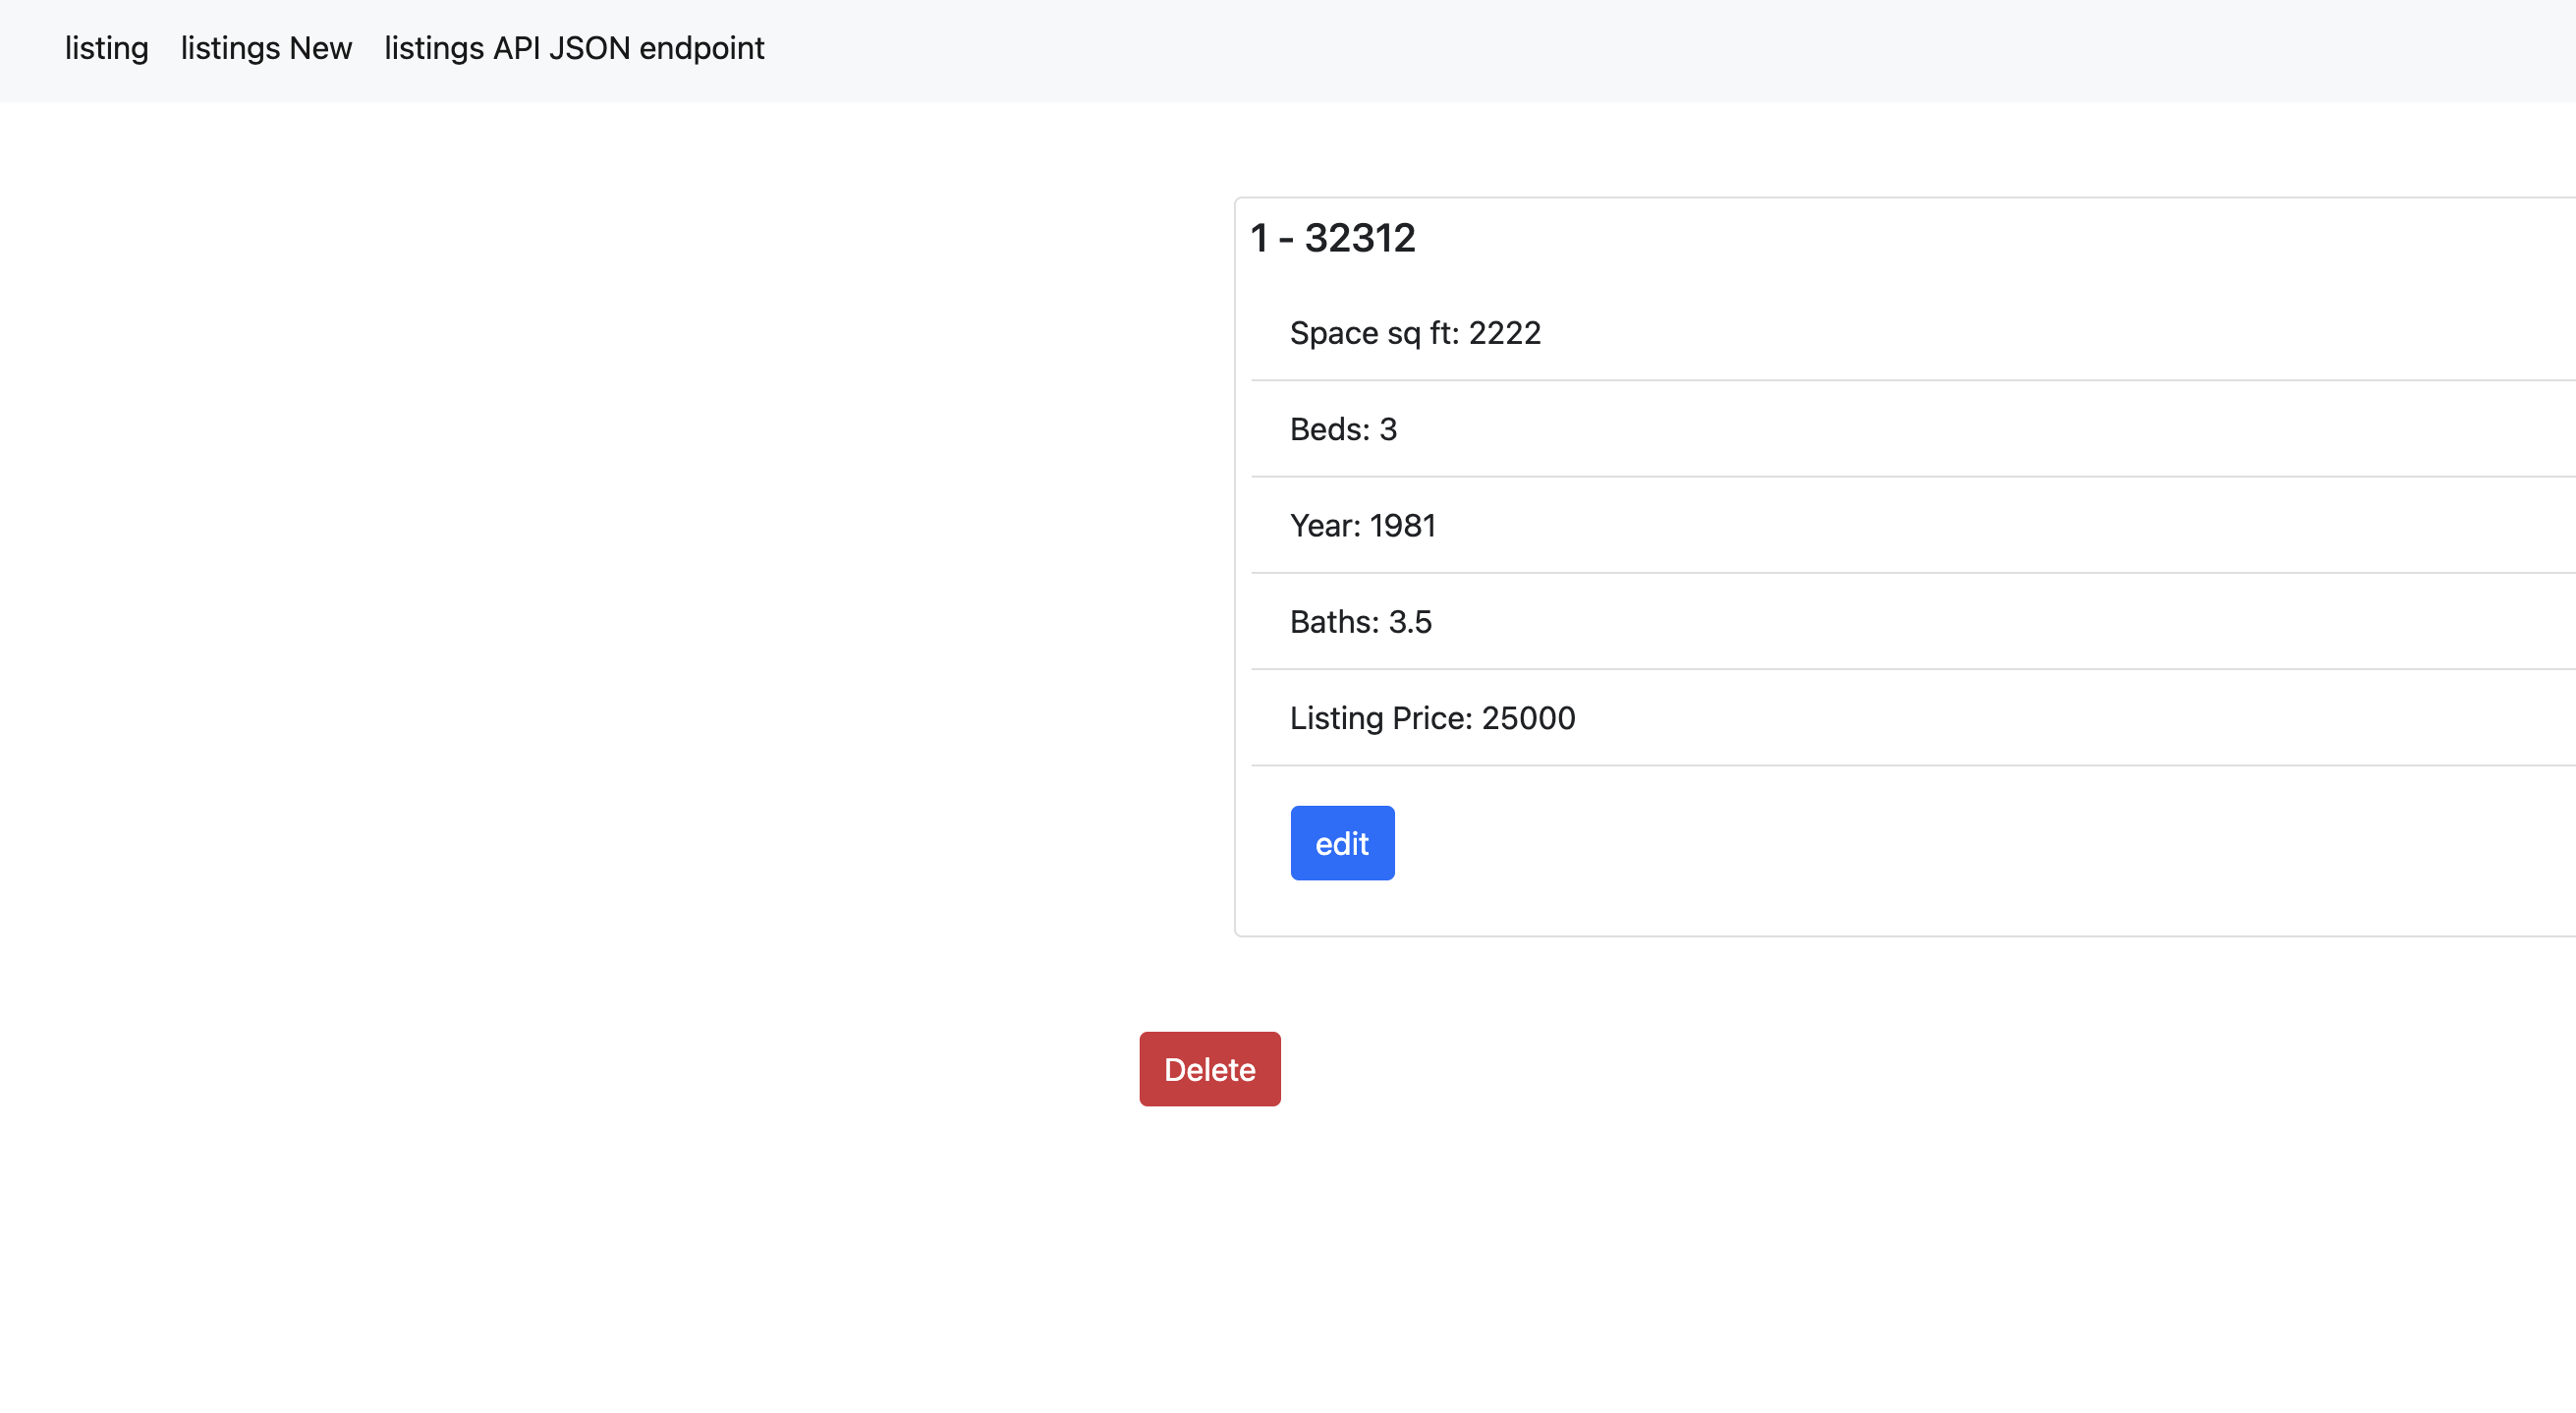 listing listings New listings API JSON endpoint
1 - 32312
Space sq ft: 2222
Beds: 3
Year: 1981
Baths: 3.5
Listing Price: 25000
edit
Delete